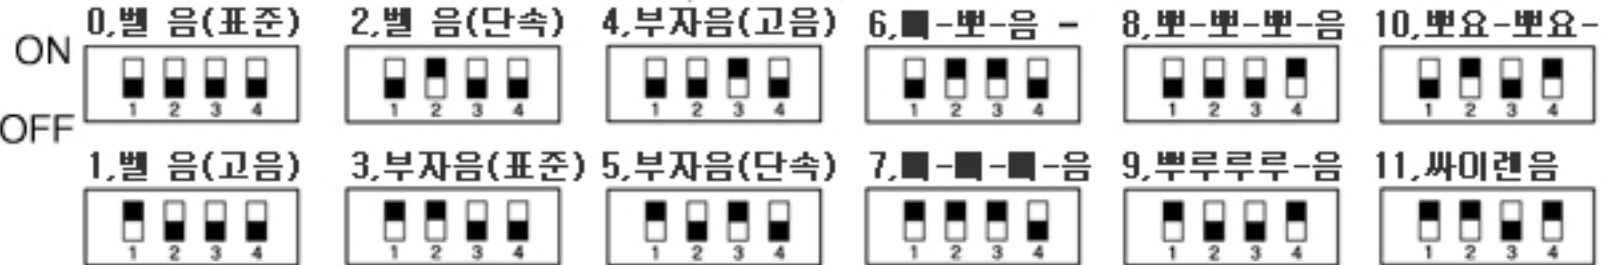 0,벨 음(표준) 2,벨 음(단속) 4,부자음(고음) 6,■-뽀-음 - 8,뽀-뽀-뽀-음 10,뽀요-뽀요-
ON
1 2 3 4 1 2 3 4 1 2 3 4 1 2 3 4 1 2 3 4 1 2 3 4
OFF
1,벨 음(고음) 3,부자음(표준) 5,부자음(단속) 7,■-■-■-음 9,뿌루루루-음 11,싸이렌음
1 2 3 4 1 2 3 4 1 2 3 4 1 2 3 4 1 2 3 4 1 2 3 4